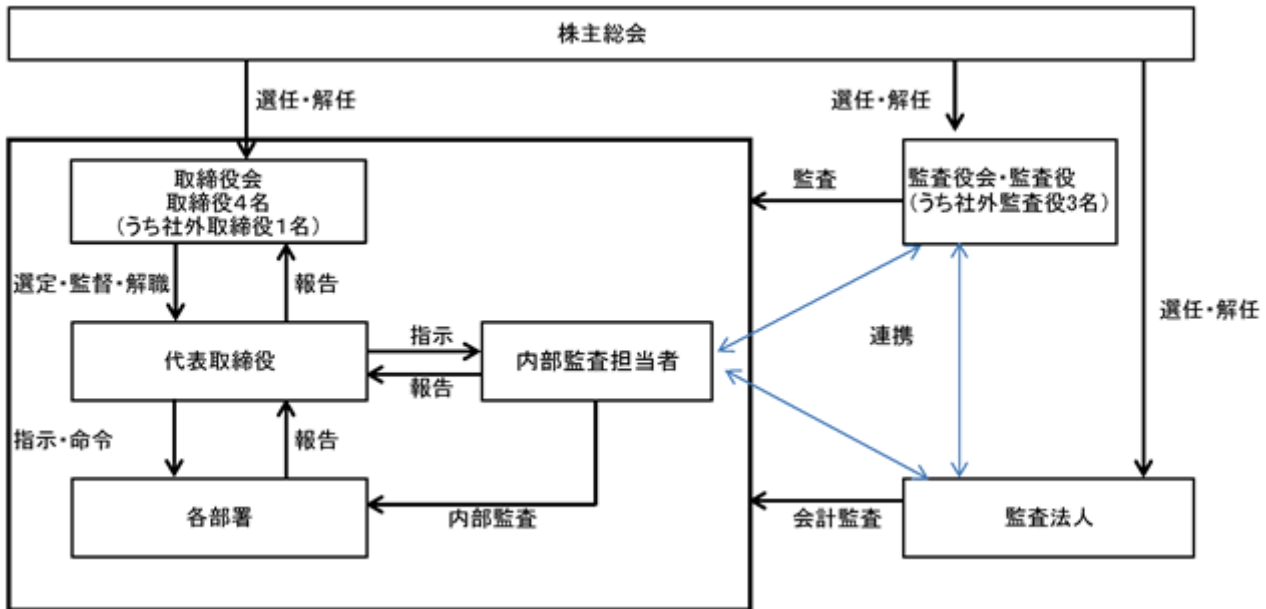 株主総会
選任・解任
選任・解任
取締役会
取締役4名
(うち社外取締役1名)
監査
監査役会・監査役
(うち社外監査役3名)
選定・監督・解職
報告
選任・解任
指示
連携
代表取締役
内部監査担当者
報告
指示・命令
報告
各部署
内部監査
会計監査
監査法人